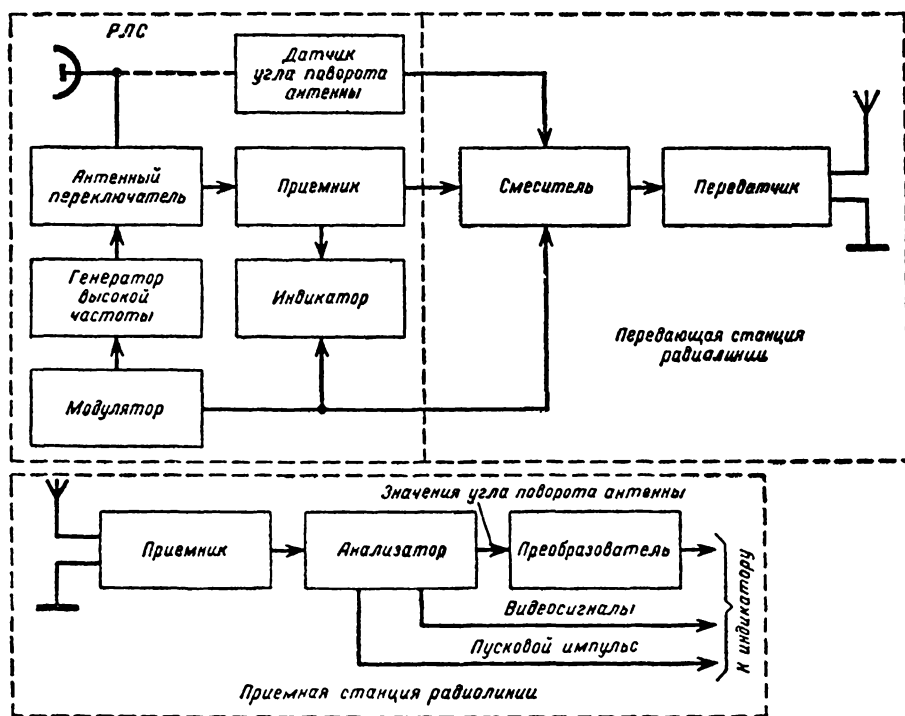 РЛС
Датчик
угла поворота
антенны
Антенный
переключатель
Приемник
Смеситель
Передатчик
Генератор
высокой
частоты
Индикатор
Передающая станция
радиолинии
Модулятор
Значения угла поворота антенны
Приемник
Анализатор
Преобразователь
Видеосигналы
Пусковой импульс
К индикатору
Приемная станция радиолинии